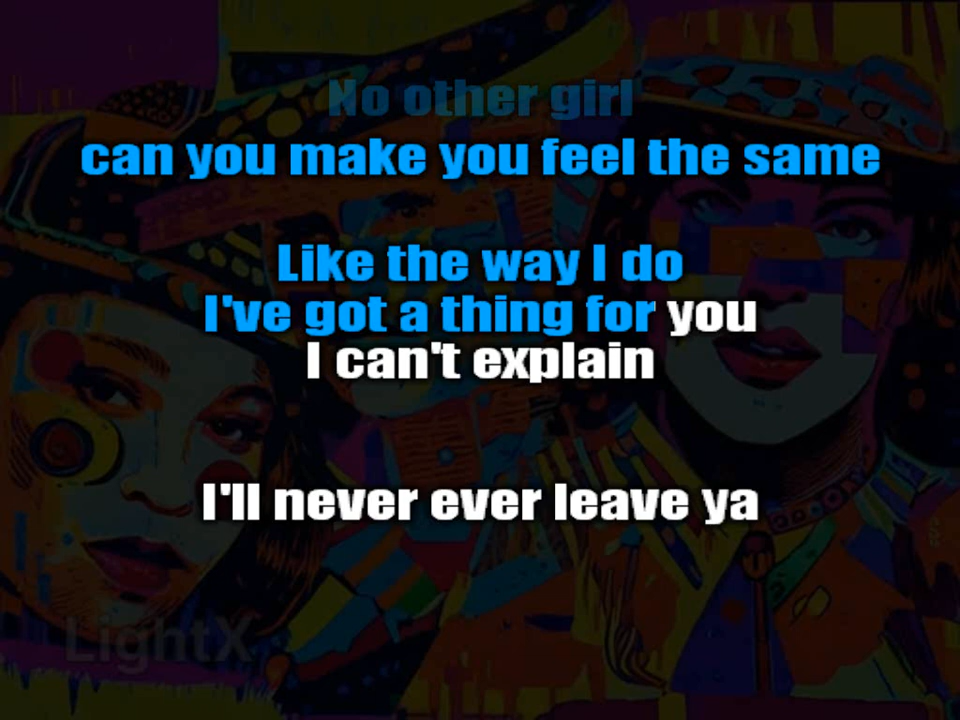 No other girl
can you make you feel the same
Like the way I do
I've got a thing for you
I can't explain
I'll never ever leave ya
LightX